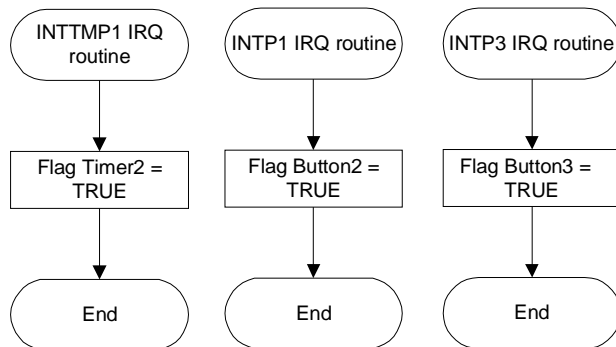 INTTMP1 IRQ
routine
Flag Timer2 =
TRUE
End
INTP1 IRQ routine
Flag Button2 =
TRUE
End
INTP3 IRQ routine
Flag Button3 =
TRUE
End